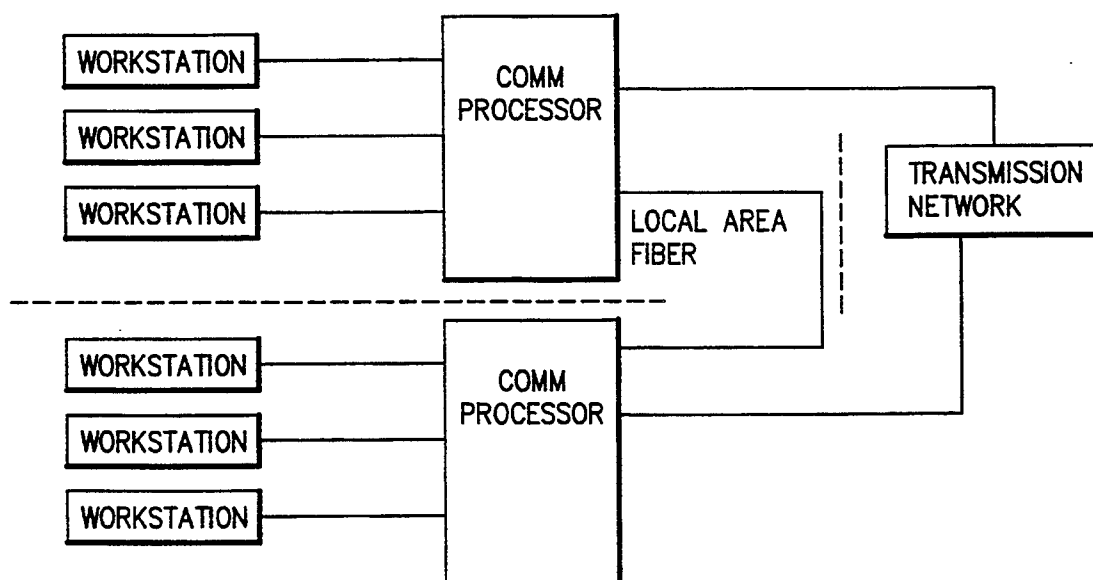 WORKSTATION
WORKSTATION
WORKSTATION
COMM
PROCESSOR
LOCAL AREA
FIBER
TRANSMISSION
NETWORK
WORKSTATION
WORKSTATION
WORKSTATION
COMM
PROCESSOR